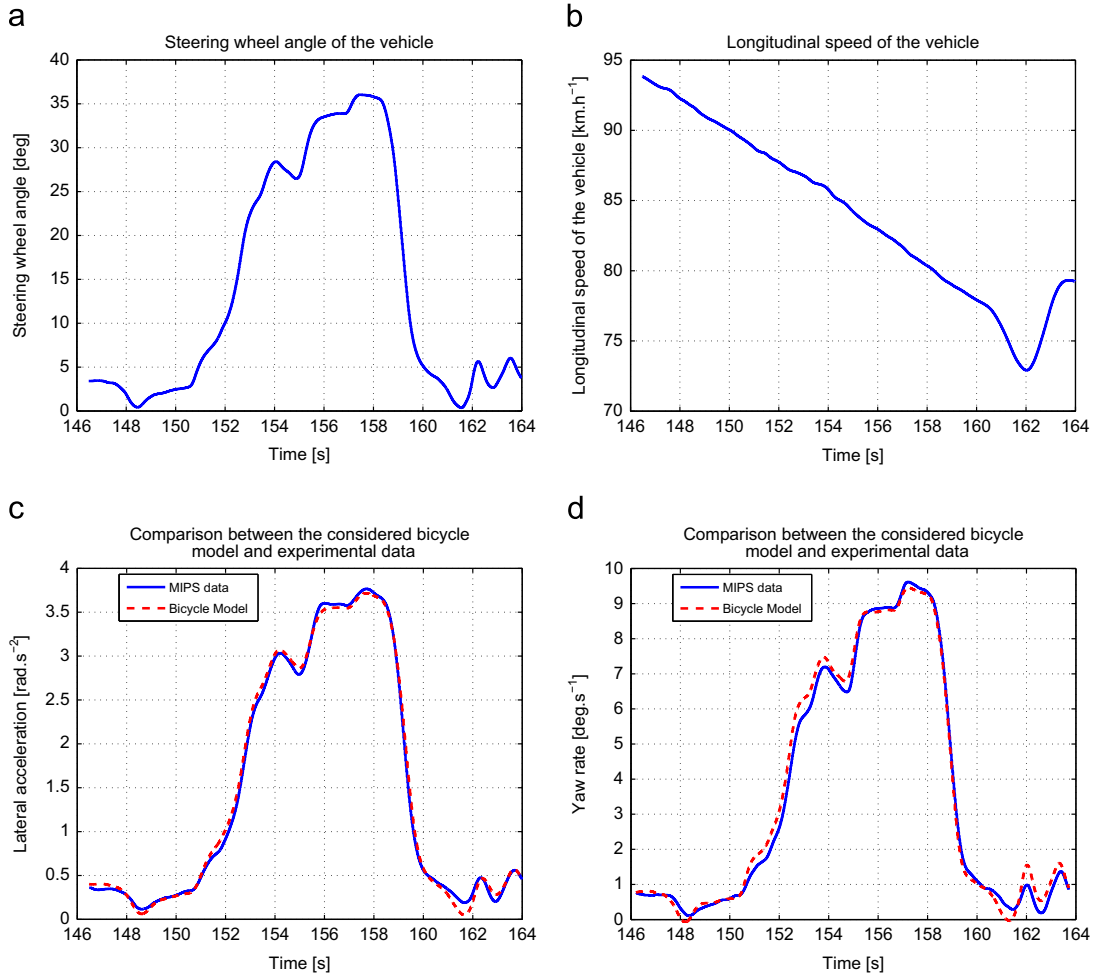 a
Steering wheel angle of the vehicle
40
35
30
25
20
15
10
5
0
Steering wheel angle [deg]
146 148 150 152 154 156 158 160 162 164
Time [s]
b
Longitudinal speed of the vehicle
95
90
85
80
75
70
Longitudinal speed of the vehicle [km.h⁻¹]
146 148 150 152 154 156 158 160 162 164
Time [s]
c
Comparison between the considered bicycle
model and experimental data
4
3.5
3
2.5
2
1.5
1
0.5
0
Lateral acceleration [rad.s⁻²]
MIPS data
Bicycle Model
146 148 150 152 154 156 158 160 162 164
Time [s]
d
Comparison between the considered bicycle
model and experimental data
10
9
8
7
6
5
4
3
2
1
0
Yaw rate [deg.s⁻¹]
MIPS data
Bicycle Model
146 148 150 152 154 156 158 160 162 164
Time [s]